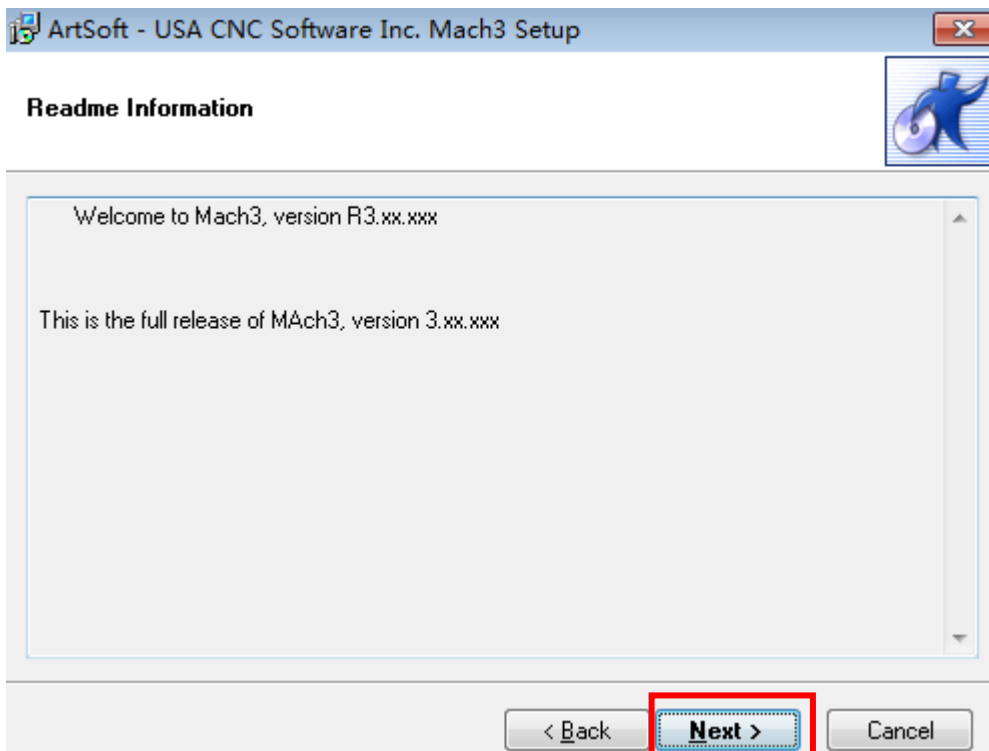 ArtSoft - USA CNC Software Inc. Mach3 Setup
Readme Information
Welcome to Mach3, version R3.xx.xxx
This is the full release of MAch3, version 3.xx.xxx
< Back Next > Cancel